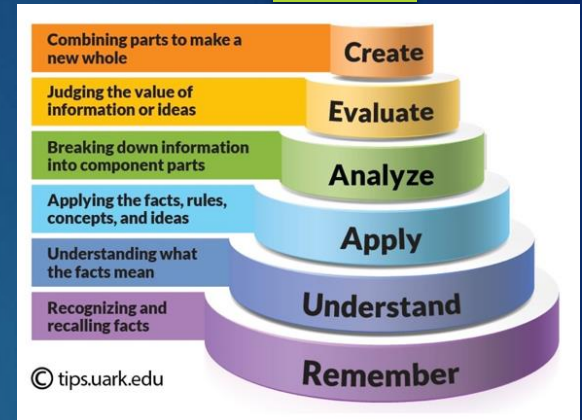 Combining parts to make a
new whole
Create
Judging the value of
information or ideas
Evaluate
Breaking down information
into component parts
Analyze
Applying the facts, rules,
concepts, and ideas
Apply
Understanding what
the facts mean
Understand
Recognizing and
recalling facts
Remember
© tips.uark.edu